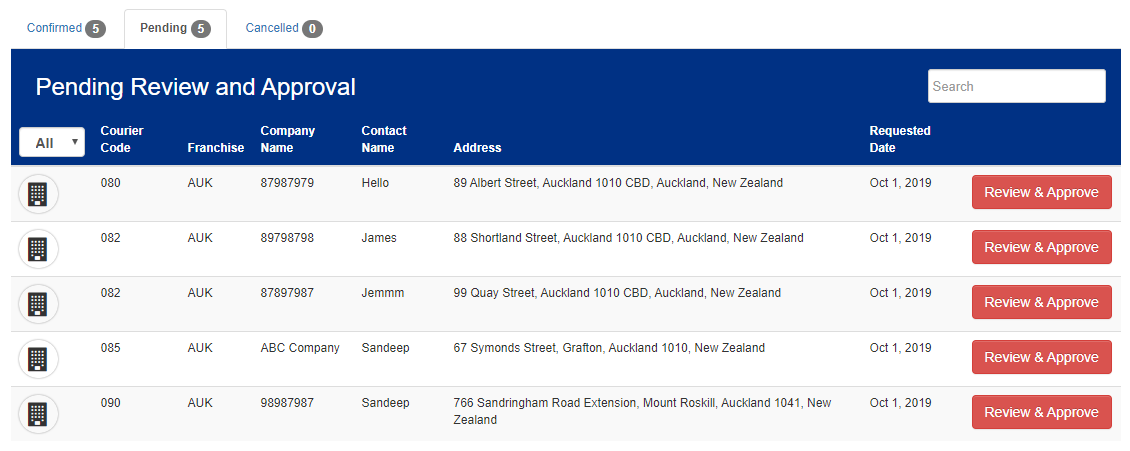 Confirmed 5 Pending 5 Cancelled 0
Pending Review and Approval Search
All Courier Code Franchise Company Name Contact Name Address Requested Date
080 AUK 87987979 Hello 89 Albert Street, Auckland 1010 CBD, Auckland, New Zealand Oct 1, 2019 Review & Approve
082 AUK 89798798 James 88 Shortland Street, Auckland 1010 CBD, Auckland, New Zealand Oct 1, 2019 Review & Approve
082 AUK 87897987 Jemmm 99 Quay Street, Auckland 1010 CBD, Auckland, New Zealand Oct 1, 2019 Review & Approve
085 AUK ABC Company Sandeep 67 Symonds Street, Grafton, Auckland 1010, New Zealand Oct 1, 2019 Review & Approve
090 AUK 98987987 Sandeep 766 Sandringham Road Extension, Mount Roskill, Auckland 1041, New Oct 1, 2019 Review & Approve
Zealand